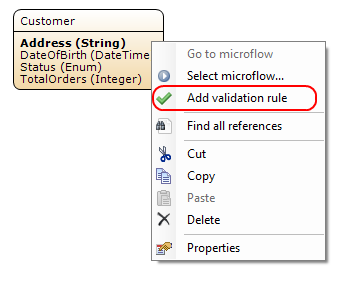 Customer
Address (String)
DateOfBirth (DateTime
Status (Enum)
TotalOrders (Integer)
Go to microflow
Select microflow...
Add validation rule
Find all references
Cut
Copy
Paste
Delete
Properties